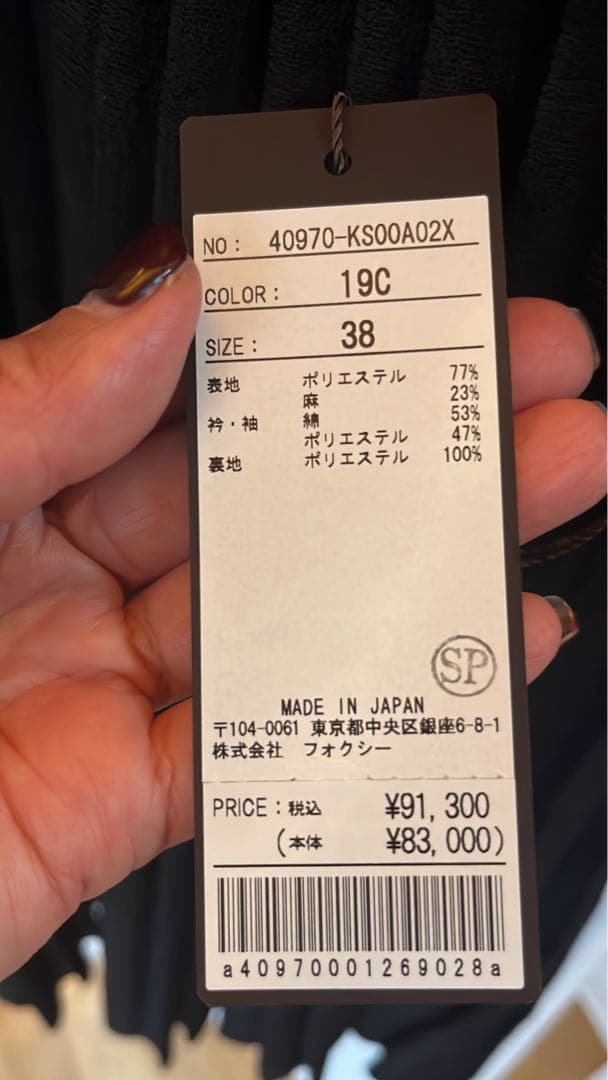 NO : 40970-KS00A02X
COLOR : 19C
SIZE : 38
表地 ポリエステル 77%
麻 23%
衿・袖 綿 53%
ポリエステル 47%
裏地 ポリエステル 100%
SP
MADE IN JAPAN
〒104-0061 東京都中央区銀座6-8-1
株式会社 フォクシー
PRICE : 税込 ¥91,300
(本体 ¥83,000)
a40970001269028a